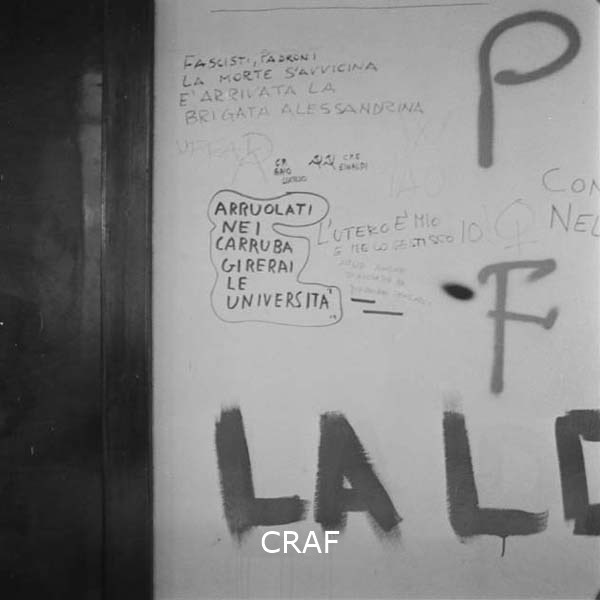 FASCISTI, PADRONI
LA MORTE S'AVVICINA
E' ARRIVATA LA
BRIGATA ALESSANDRINA
P
ARRUOLATI
NEI
CARRUBA
GIRERAI
LE
UNIVERSITA'
L'UTERO E' MIO
E ME LO GESTISCO IO
CON
NEL
F
LA LO
CRAF